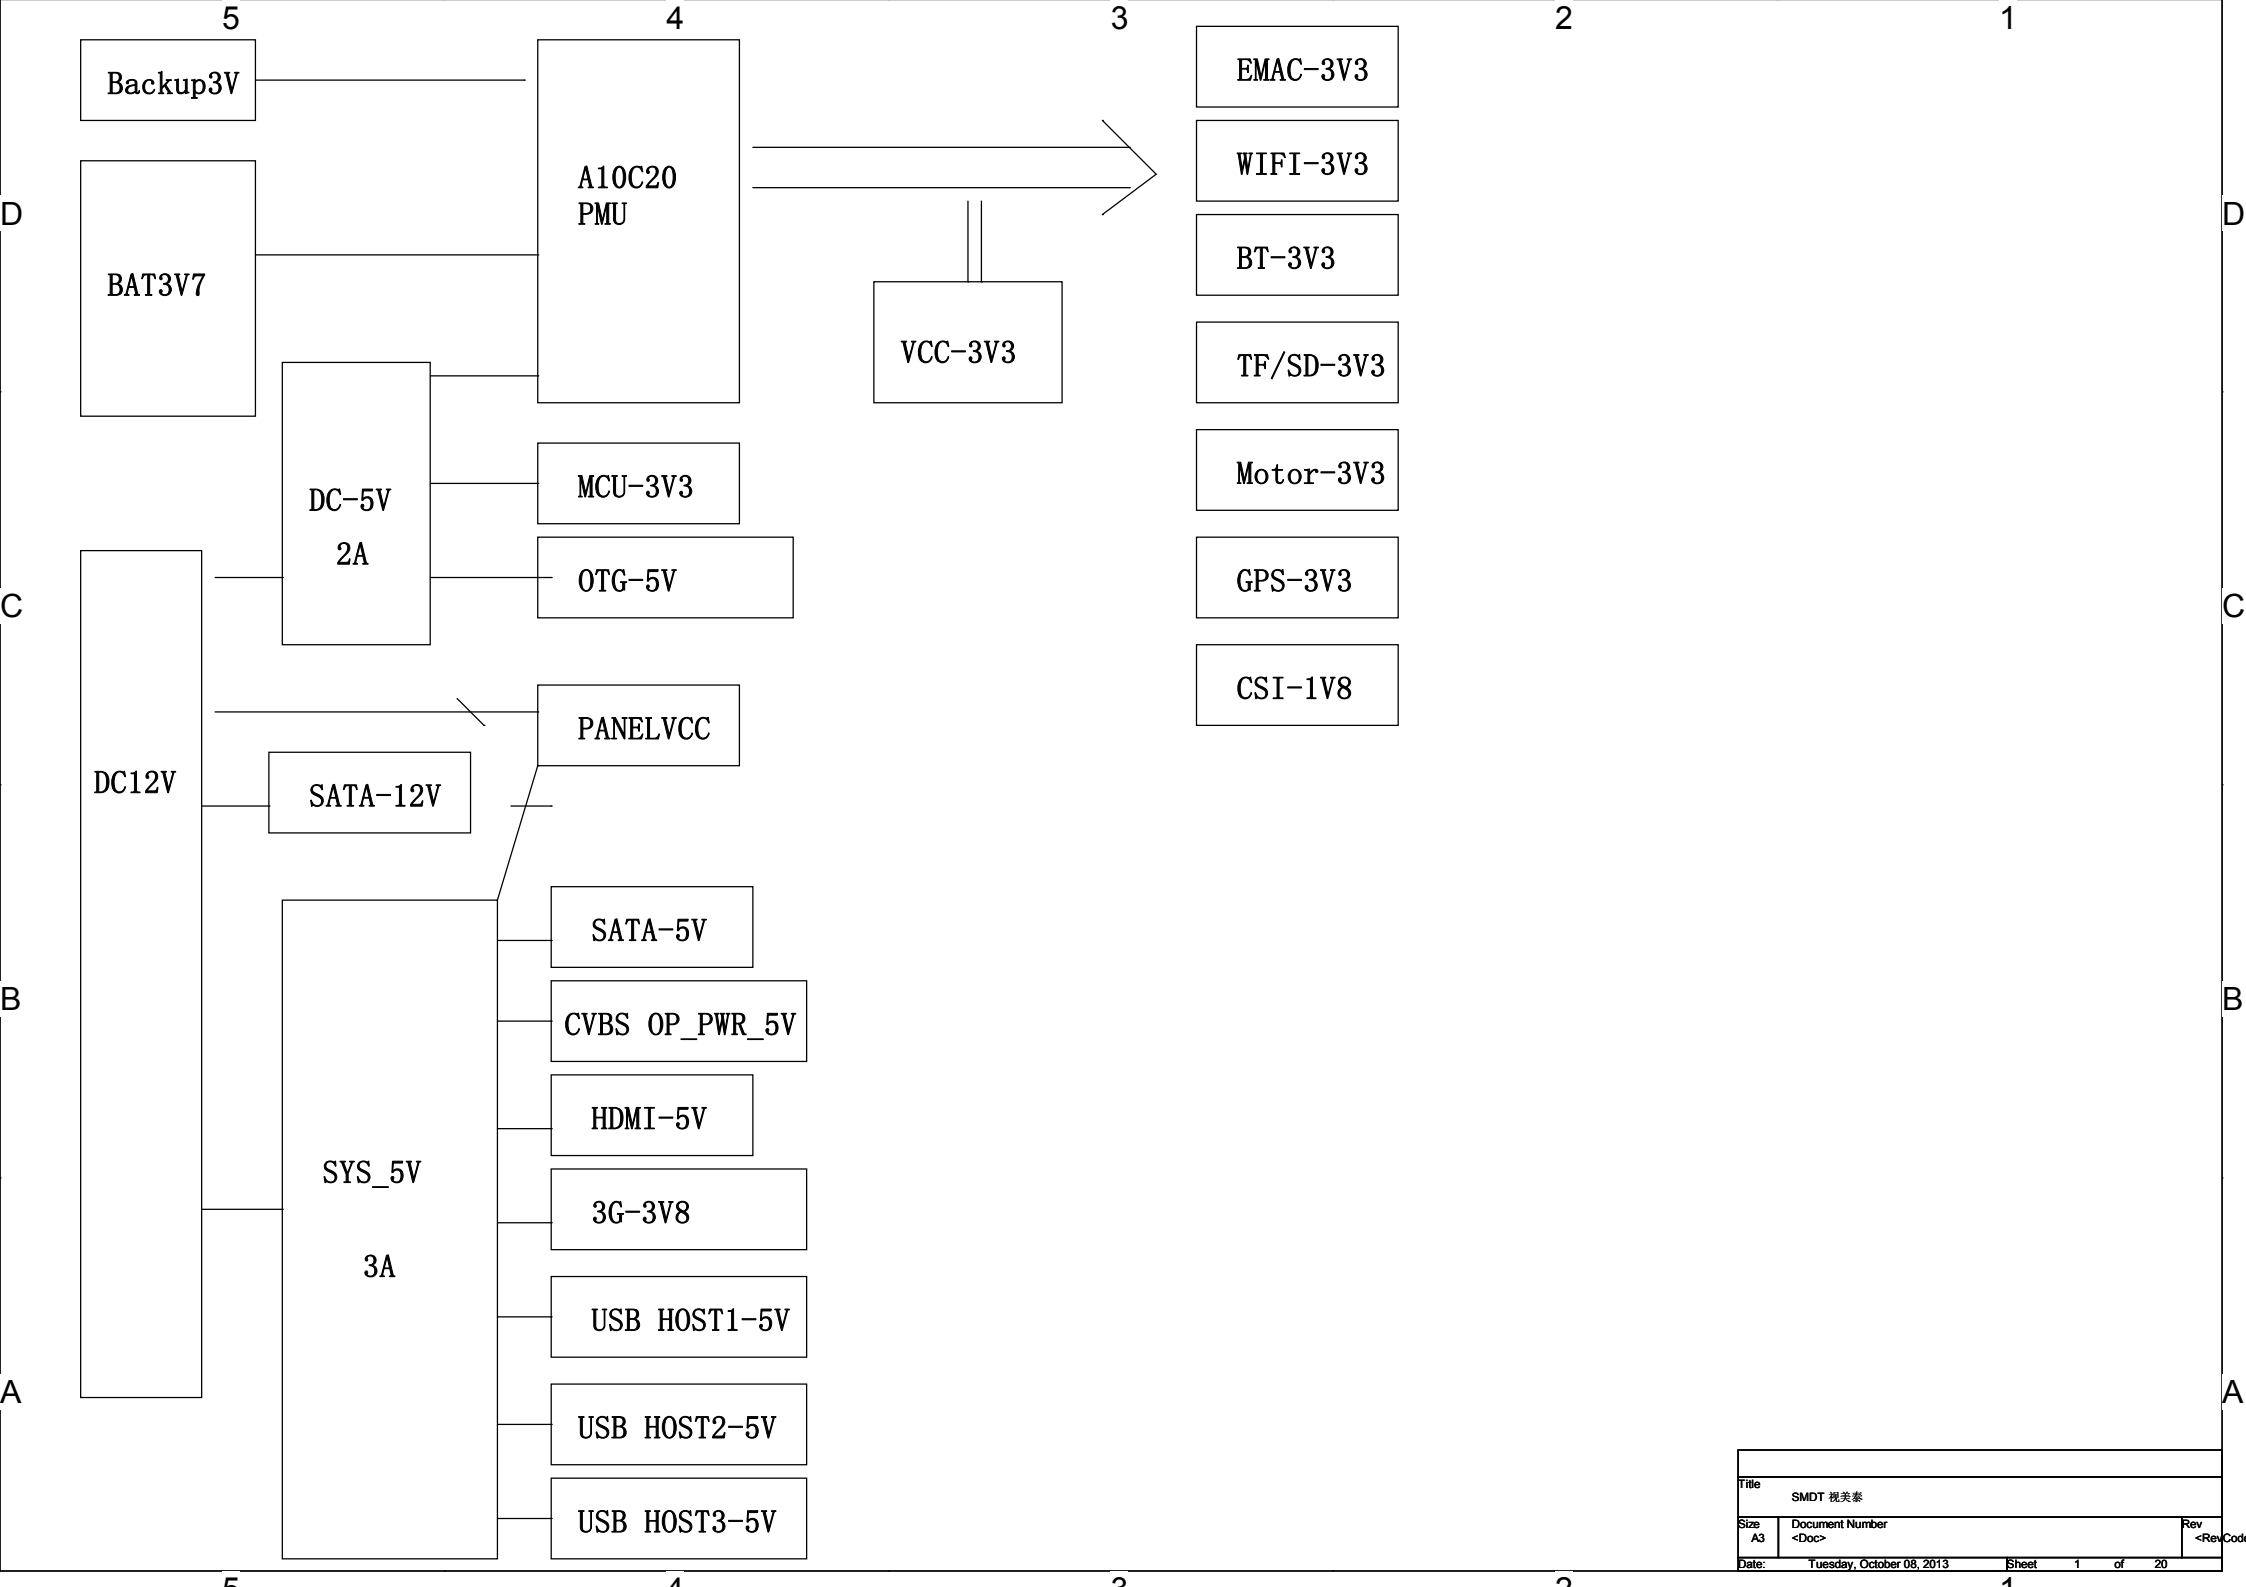 5 4 3 2 1
Backup3V
EMAC-3V3
WIFI-3V3
A10C20
PMU
D D
BT-3V3
BAT3V7
VCC-3V3
TF/SD-3V3
Motor-3V3
MCU-3V3
DC-5V
2A
OTG-5V
GPS-3V3
C C
CSI-1V8
PANELVCC
DC12V
SATA-12V
SATA-5V
B B
CVBS OP_PWR_5V
HDMI-5V
SYS_5V
3G-3V8
3A
USB HOST1-5V
A A
USB HOST2-5V
USB HOST3-5V
Title
SMDT 视美泰
Size Document Number Rev
A3 <Doc> <RevCode
Date: Tuesday, October 08, 2013 Sheet 1 of 20
5 4 3 2 1